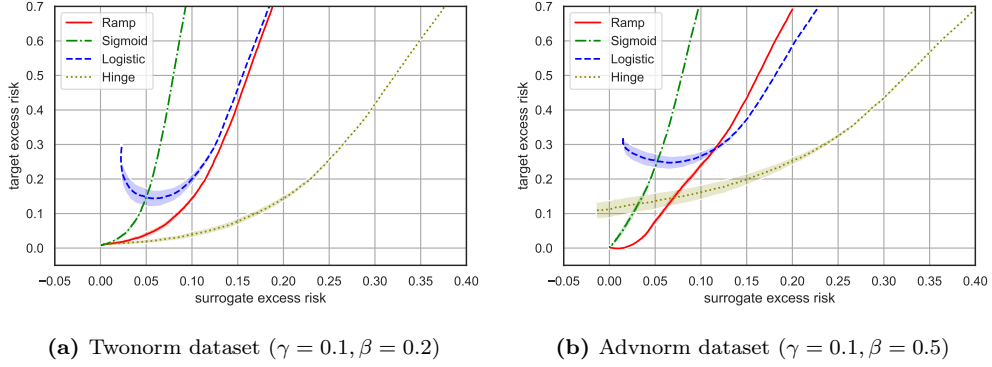 0.7
0.6
0.5
0.4
0.3
0.2
0.1
0.0
target excess risk
Ramp
Sigmoid
Logistic
Hinge
−0.05 0.00 0.05 0.10 0.15 0.20 0.25 0.30 0.35 0.40
surrogate excess risk
(a) Twonorm dataset (γ = 0.1, β = 0.2)
0.7
0.6
0.5
0.4
0.3
0.2
0.1
0.0
target excess risk
Ramp
Sigmoid
Logistic
Hinge
−0.05 0.00 0.05 0.10 0.15 0.20 0.25 0.30 0.35 0.40
surrogate excess risk
(b) Advnorm dataset (γ = 0.1, β = 0.5)